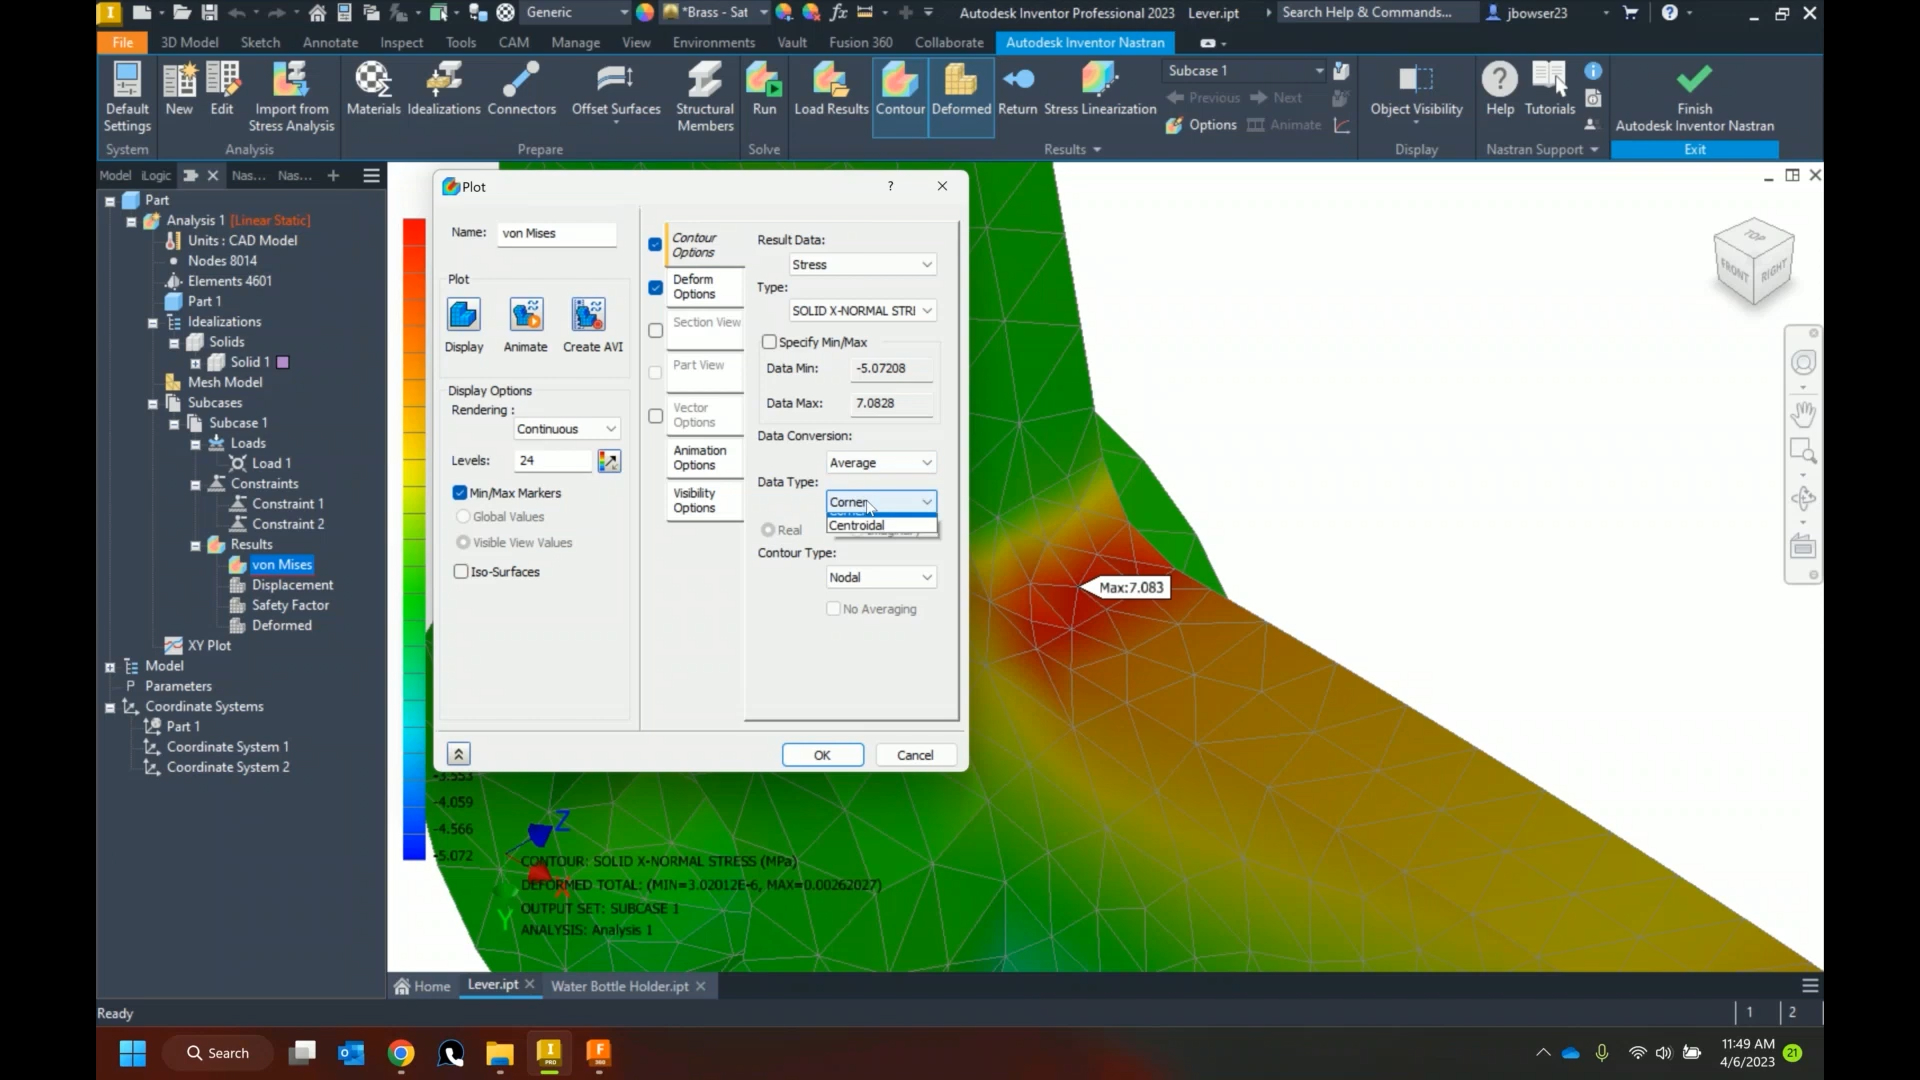 Generic
*Brass - Sat
Autodesk Inventor Professional 2023 Lever.ipt
Search Help & Commands...
jbowser23
File 3D Model Sketch Annotate Inspect Tools CAM Manage View Environments Vault Fusion 360 Collaborate Autodesk Inventor Nastran
Default Settings
New
Edit
Import from Stress Analysis
Materials
Idealizations
Connectors
Offset Surfaces
Structural Members
Run
Load Results
Contour
Deformed
Return
Stress Linearization
Subcase 1
Previous Next
Options Animate
Object Visibility
Help
Tutorials
Finish
Autodesk Inventor Nastran
System Analysis Prepare Solve Results Display Nastran Support Exit
Model iLogic Nas... Nas... +
Part
Analysis 1 [Linear Static]
Units : CAD Model
Nodes 8014
Elements 4601
Part 1
Idealizations
Solids
Solid 1
Mesh Model
Subcases
Subcase 1
Loads
Load 1
Constraints
Constraint 1
Constraint 2
Results
von Mises
Displacement
Safety Factor
Deformed
XY Plot
Model
Parameters
Coordinate Systems
Part 1
Coordinate System 1
Coordinate System 2
Plot
?
Name: von Mises
Plot
Display Animate Create AVI
Display Options
Rendering :
Continuous
Levels: 24
Min/Max Markers
Global Values
Visible View Values
Iso-Surfaces
Contour Options
Deform Options
Section View
Part View
Vector Options
Animation Options
Visibility Options
Result Data:
Stress
Type:
SOLID X-NORMAL STRI
Specify Min/Max
Data Min: -5.07208
Data Max: 7.0828
Data Conversion:
Average
Data Type:
Corner
Centroidal
Real
Contour Type:
Nodal
No Averaging
OK Cancel
Max:7.083
TOP
FRONT RIGHT
-3.553
-4.059
-4.566
-5.072
Z
X
Y
CONTOUR: SOLID X-NORMAL STRESS (MPa)
DEFORMED TOTAL: (MIN=3.02012E-6, MAX=0.00262027)
OUTPUT SET: SUBCASE 1
ANALYSIS: Analysis 1
Home Lever.ipt Water Bottle Holder.ipt
Ready
1 2
Search
11:49 AM
4/6/2023
21